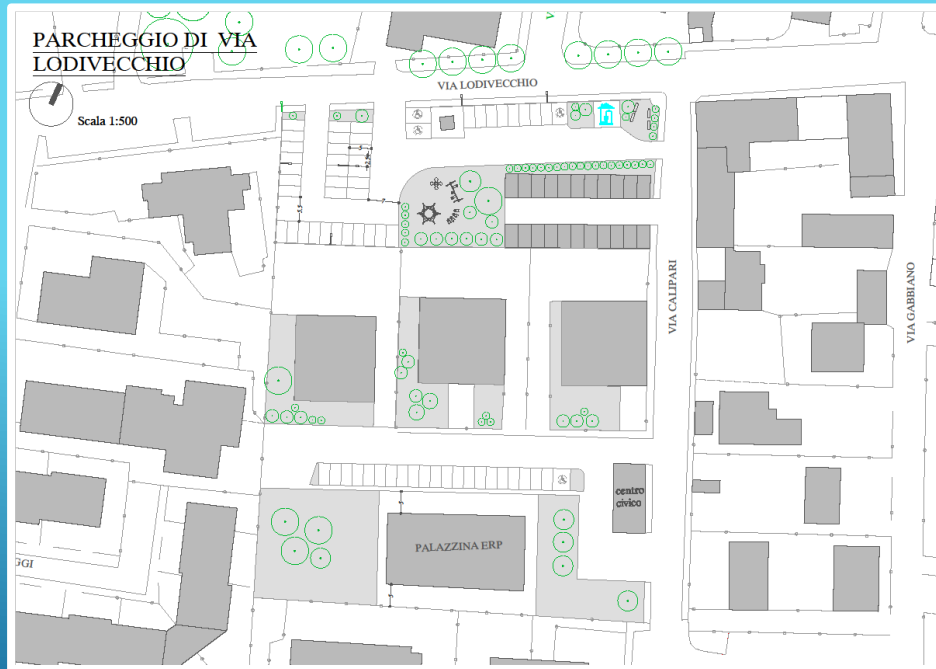 PARCHEGGIO DI VIA
LODIVECCHIO
Scala 1:500
VIA LODIVECCHIO
VIA CALIPARI
VIA GABBIANO
centro
civico
PALAZZINA ERP
GGI